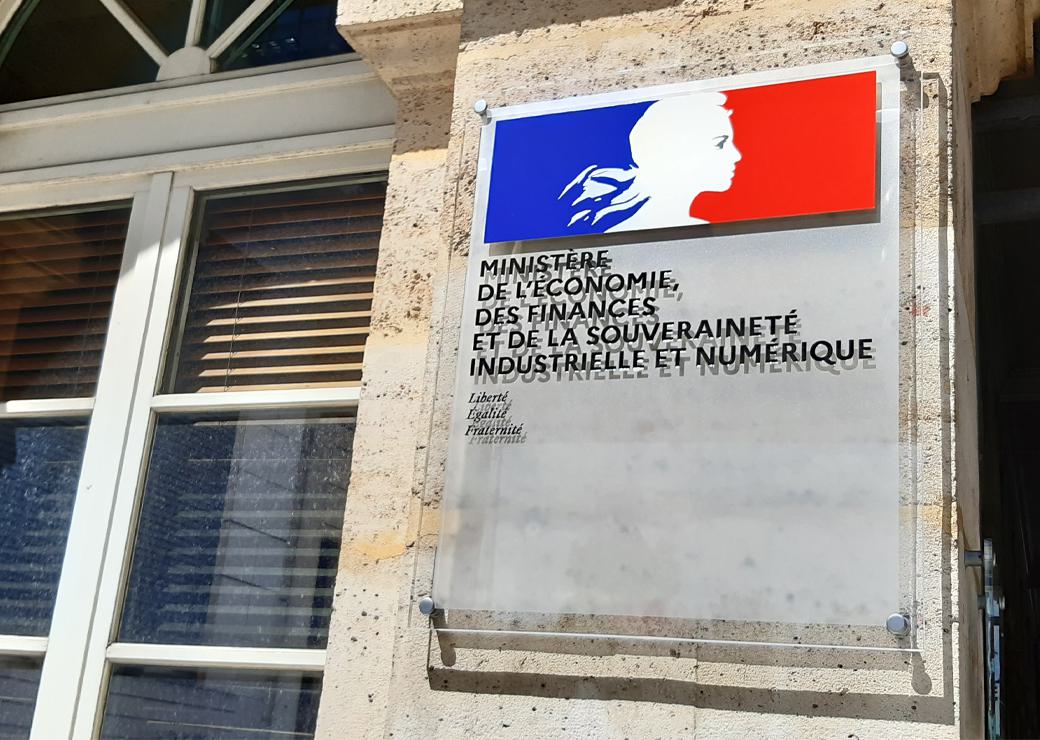 MINISTÈRE
DE L'ÉCONOMIE,
DES FINANCES
ET DE LA SOUVERAINETÉ
INDUSTRIELLE ET NUMÉRIQUE
Liberté
Égalité
Fraternité